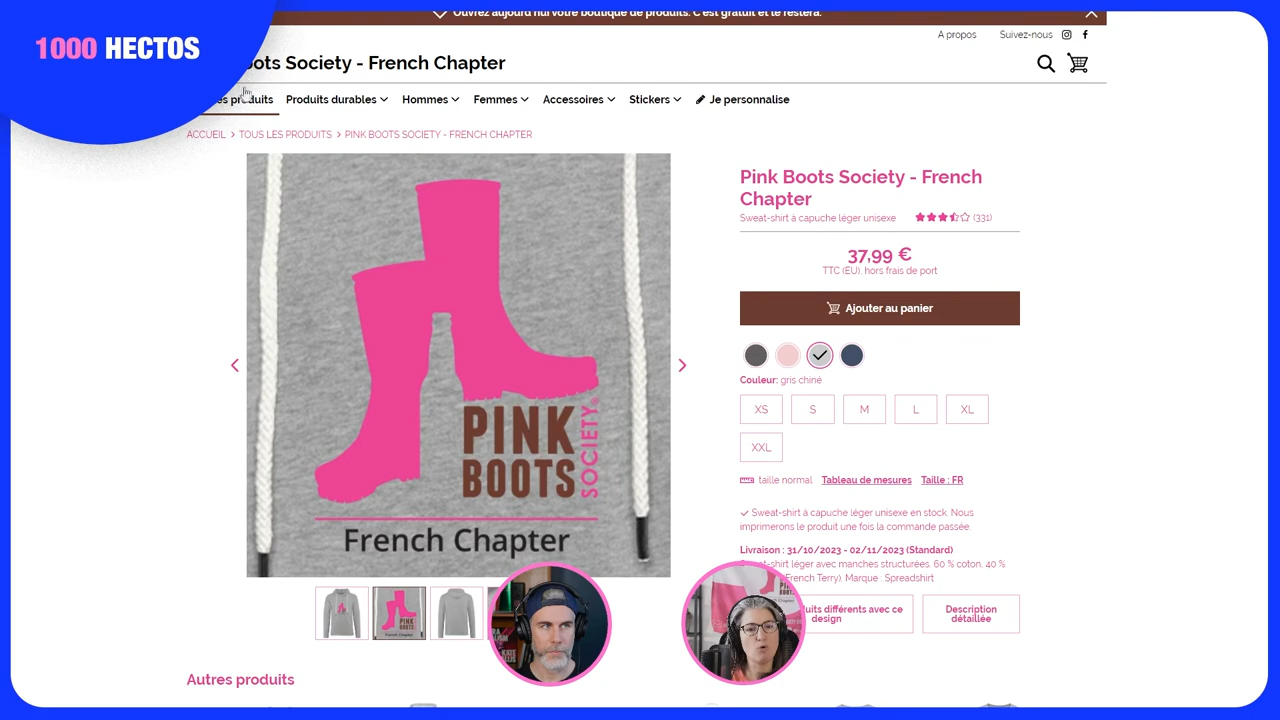 1000 HECTOS
Ouvrez aujourd'hui votre boutique de produits. C'est gratuit et le restera.
A propos
Suivez-nous
oots Society - French Chapter
es produits
Produits durables
Hommes
Femmes
Accessoires
Stickers
Je personnalise
ACCUEIL > TOUS LES PRODUITS > PINK BOOTS SOCIETY - FRENCH CHAPTER
PINK
BOOTS
SOCIETY®
French Chapter
Pink Boots Society - French
Chapter
Sweat-shirt à capuche léger unisexe
(331)
37,99 €
TTC (EU), hors frais de port
Ajouter au panier
Couleur: gris chiné
XS
S
M
L
XL
XXL
taille normal
Tableau de mesures
Taille : FR
Sweat-shirt à capuche léger unisexe en stock. Nous
imprimerons le produit une fois la commande passée.
Livraison : 31/10/2023 - 02/11/2023 (Standard)
at-shirt léger avec manches structurées. 60 % coton, 40 %
French Terry), Marque : Spreadshirt
uits différents avec ce
design
Description
détaillée
French Chapter
Autres produits